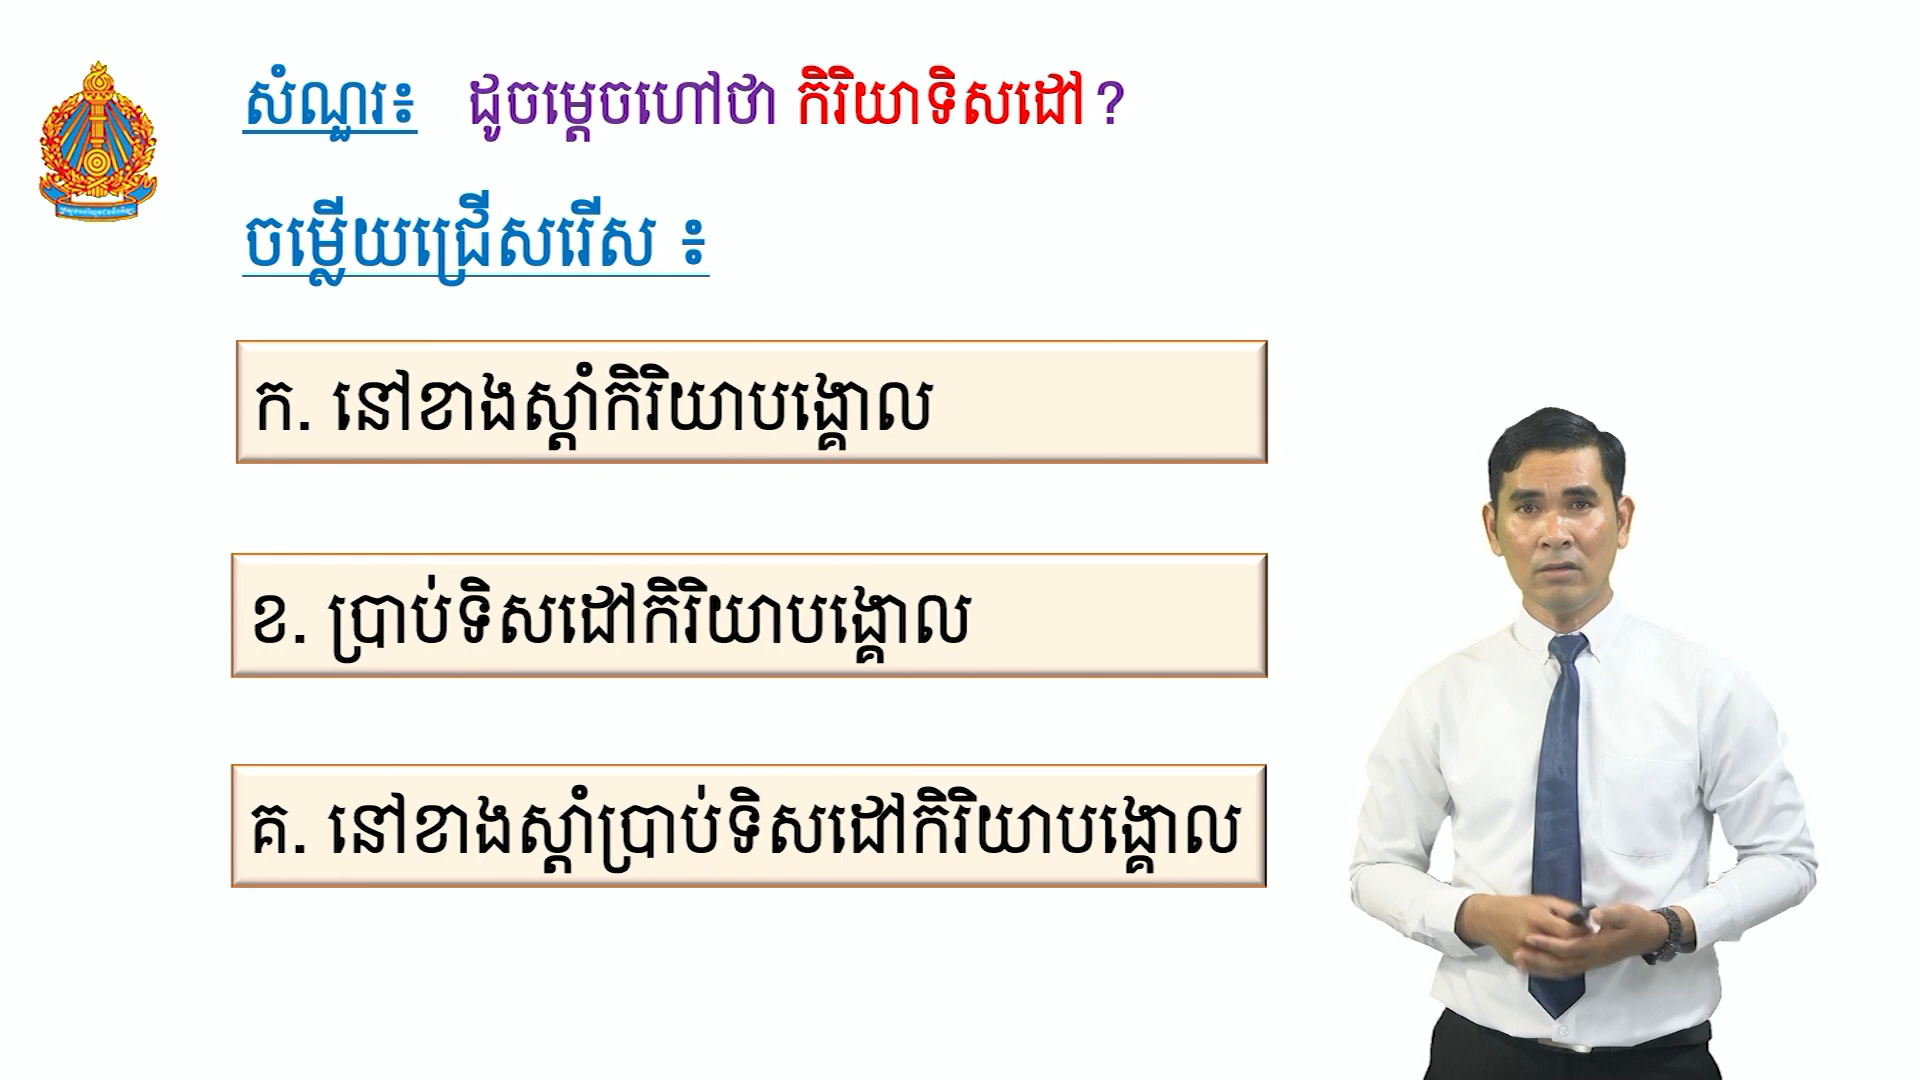 សំណួរ៖ ដូចម្ដេចហៅថា កិរិយាទិសដៅ ?
ចម្លើយជ្រើសរើស ៖
ក. នៅខាងស្ដាំកិរិយាបង្គោល
ខ. ប្រាប់ទិសដៅកិរិយាបង្គោល
គ. នៅខាងស្ដាំប្រាប់ទិសដៅកិរិយាបង្គោល